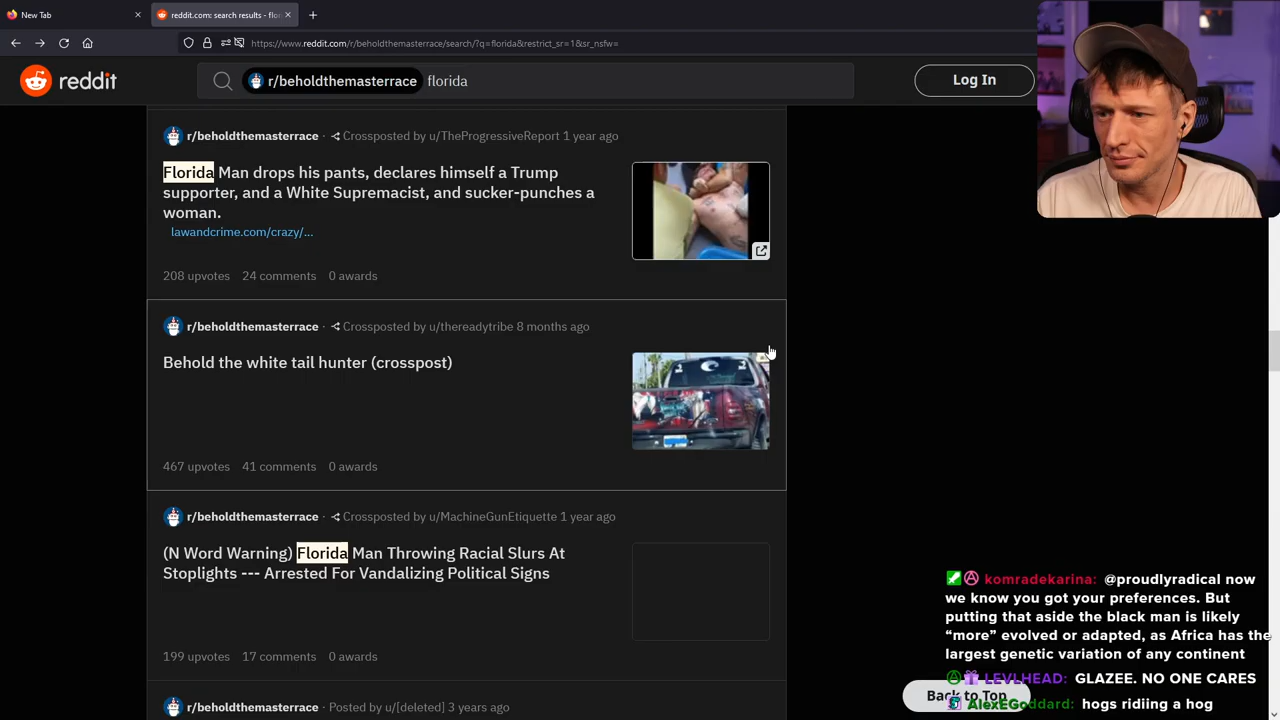 New Tab
reddit.com: search results - flo
https://www.reddit.com/r/beholdthemasterrace/search/?q=florida&restrict_sr=1&sr_nsfw=
reddit
r/beholdthemasterrace florida
Log In
r/beholdthemasterrace · Crossposted by u/TheProgressiveReport 1 year ago
Florida Man drops his pants, declares himself a Trump
supporter, and a White Supremacist, and sucker-punches a
woman.
lawandcrime.com/crazy/...
208 upvotes 24 comments 0 awards
r/beholdthemasterrace · Crossposted by u/thereadytribe 8 months ago
Behold the white tail hunter (crosspost)
467 upvotes 41 comments 0 awards
r/beholdthemasterrace · Crossposted by u/MachineGunEtiquette 1 year ago
(N Word Warning) Florida Man Throwing Racial Slurs At
Stoplights --- Arrested For Vandalizing Political Signs
199 upvotes 17 comments 0 awards
r/beholdthemasterrace · Posted by u/[deleted] 3 years ago
komradekarina: @proudlyradical now
we know you got your preferences. But
putting that aside the black man is likely
“more” evolved or adapted, as Africa has the
largest genetic variation of any continent
LEVLHEAD: GLAZEE. NO ONE CARES
Back to Top
AlexEGoddard: hogs ridiing a hog